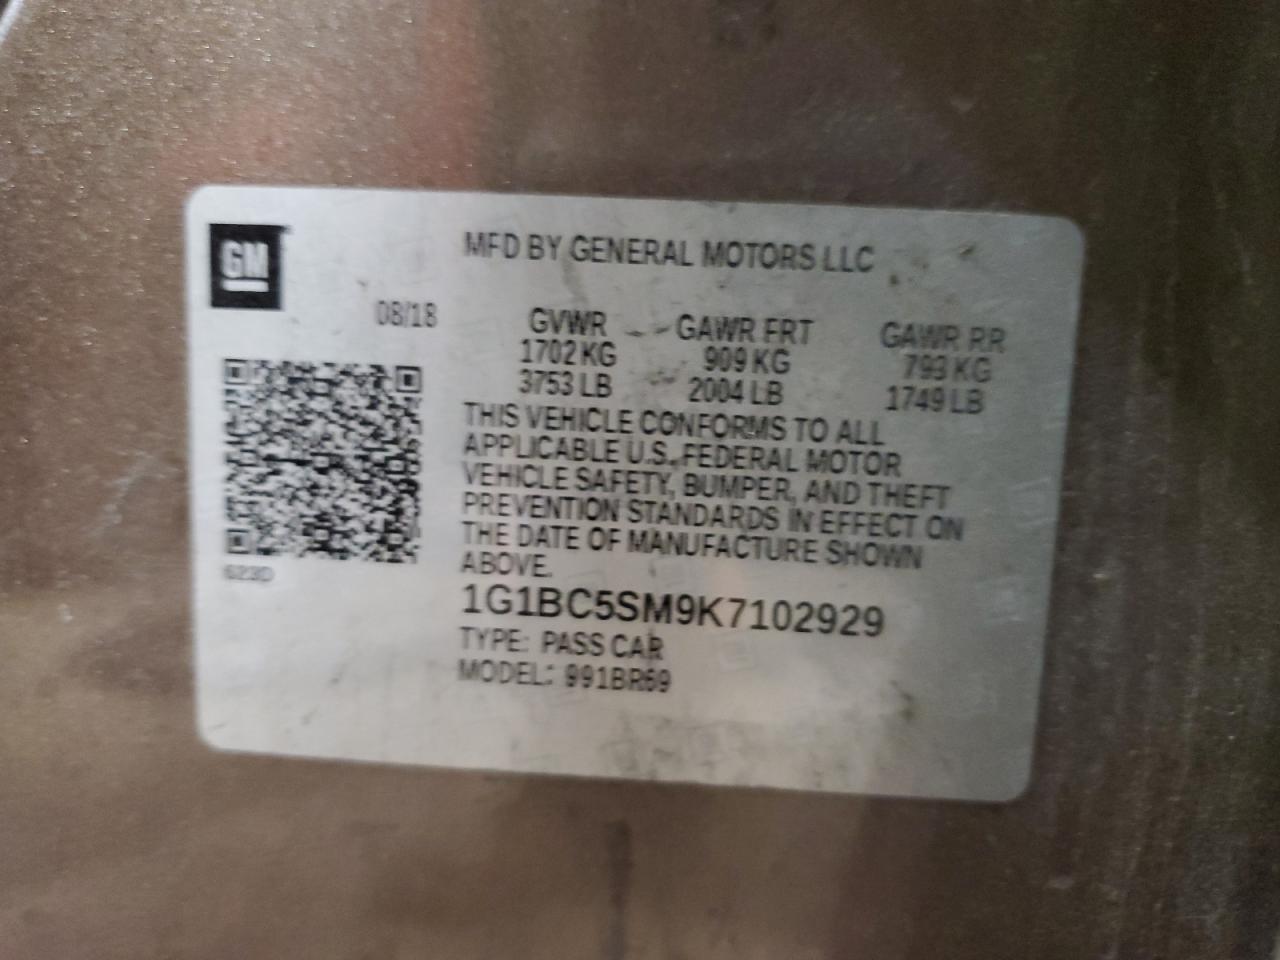 GM
MFD BY GENERAL MOTORS LLC
08/18
GVWR GAWR FRT GAWR RR
1702 KG 909 KG 793 KG
3753 LB 2004 LB 1749 LB
THIS VEHICLE CONFORMS TO ALL
APPLICABLE U.S. FEDERAL MOTOR
VEHICLE SAFETY, BUMPER, AND THEFT
PREVENTION STANDARDS IN EFFECT ON
THE DATE OF MANUFACTURE SHOWN
ABOVE.
1G1BC5SM9K7102929
TYPE: PASS CAR
MODEL: 991BR69